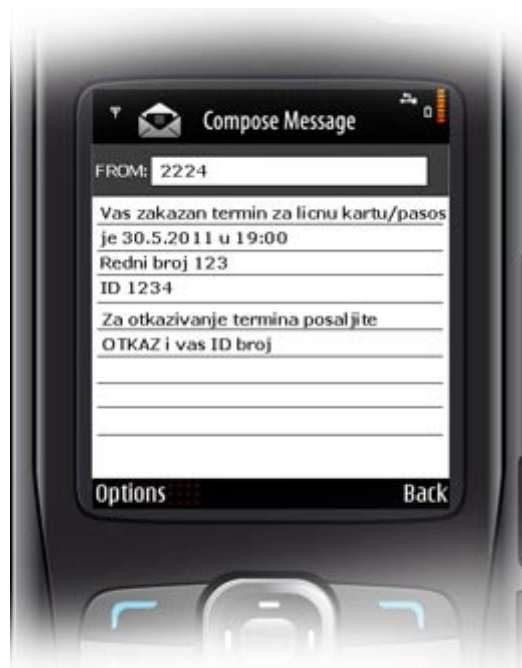 Compose Message
FROM: 2224
Vas zakazan termin za licnu kartu/pasos
je 30.5.2011 u 19:00
Redni broj 123
ID 1234
Za otkazivanje termina posaljite
OTKAZ i vas ID broj
Options Back